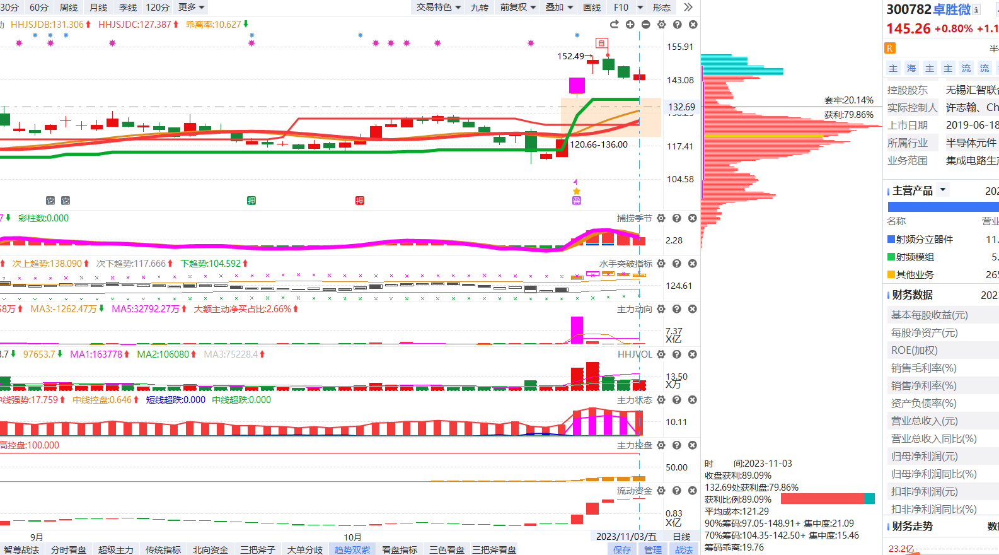 30分 60分 周线 月线 季线 120分 更多 交易特色 九转 前复权 叠加 画线 F10 形态
300782卓胜微
145.26 +0.80% +1.1
HHJSJDB:131.306 HHJSJDC:127.387 乖离率:10.627
R 半
主 海 主 主 流 流
自
155.91
152.49
143.08
132.69
120.66-136.00
117.41
104.58
它 它 押 押 叠
套牢:20.14%
获利:79.86%
控股股东 无锡汇智联合
实际控制人 许志翰、Ch
上市日期 2019-06-18
所属行业 半导体元件
业务范围 集成电路生产
主营产品 202
名称 营业
射频分立器件 11.
射频模组 5.
其他业务 265
7 彩柱数:0.000 捕捞季节
2.28
次上趋势:138.090 次下趋势:117.666 下趋势:104.592 水手突破指标
124.61
58万 MA3:-1262.47万 MA5:32792.27万 大额主动净买占比:2.66% 主力动向
7.37
X亿
3.7 97653.7 MA1:163778 MA2:106080 MA3:75228.4 HHJVOL
13.50
X万
中线强势:17.759 中线控盘:0.646 短线超跌:0.000 中线超跌:0.000 主力状态
10.11
高控盘:100.000 主力控盘
50.00
流动资金
0.83
X亿
9月 10月 2023/11/03/五 日线
智尊战法 分时看盘 超级主力 传统指标 北向资金 三把斧子 大单分歧 趋势双紫 看盘指标 三色看盘 三把斧看盘 保存 管理 战法
时 间:2023-11-03
收盘获利:89.09%
132.69处获利盘:79.86%
获利比例:89.09%
平均成本:121.29
90%筹码:97.05-148.91+ 集中度:21.09
70%筹码:104.35-142.50+ 集中度:15.46
筹码乖离:19.76
财务数据 2023
基本每股收益(元)
每股净资产(元)
ROE(加权)
销售毛利率(%)
销售净利率(%)
资产负债率(%)
营业总收入(元)
营业总收入同比(%)
归母净利润(元)
归母净利润同比(%)
扣非净利润(元)
扣非净利润同比(%)
财务走势 数据
23.2亿